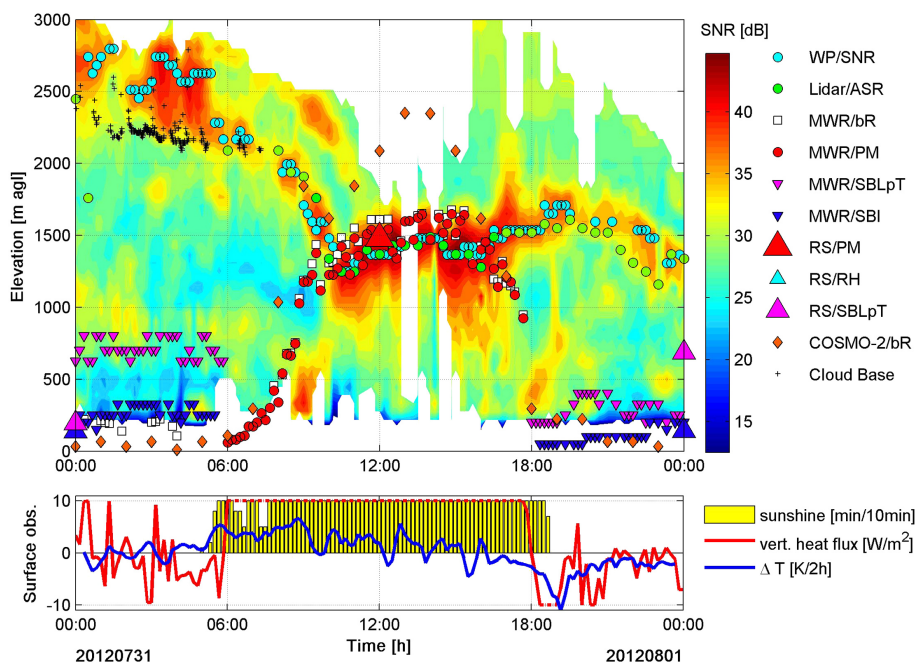 SNR [dB]
3000
2500
2000
1500
1000
500
0
Elevation [m agl]
00:00
06:00
12:00
18:00
00:00
40
35
30
25
20
15
WP/SNR
Lidar/ASR
MWR/bR
MWR/PM
MWR/SBLpT
MWR/SBI
RS/PM
RS/RH
RS/SBLpT
COSMO-2/bR
Cloud Base
10
0
-10
Surface obs.
sunshine [min/10min]
vert. heat flux [W/m²]
Δ T [K/2h]
00:00
06:00
12:00
18:00
00:00
Time [h]
20120731
20120801